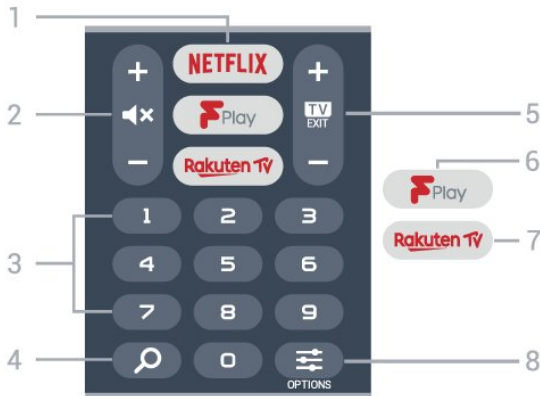 1
NETFLIX
+ +
2
TV
EXIT
5
F Play
- -
6
F Play
Rakuten TV
Rakuten TV
7
1 2 3
3
4 5 6
7 8 9
4
0
8
OPTIONS